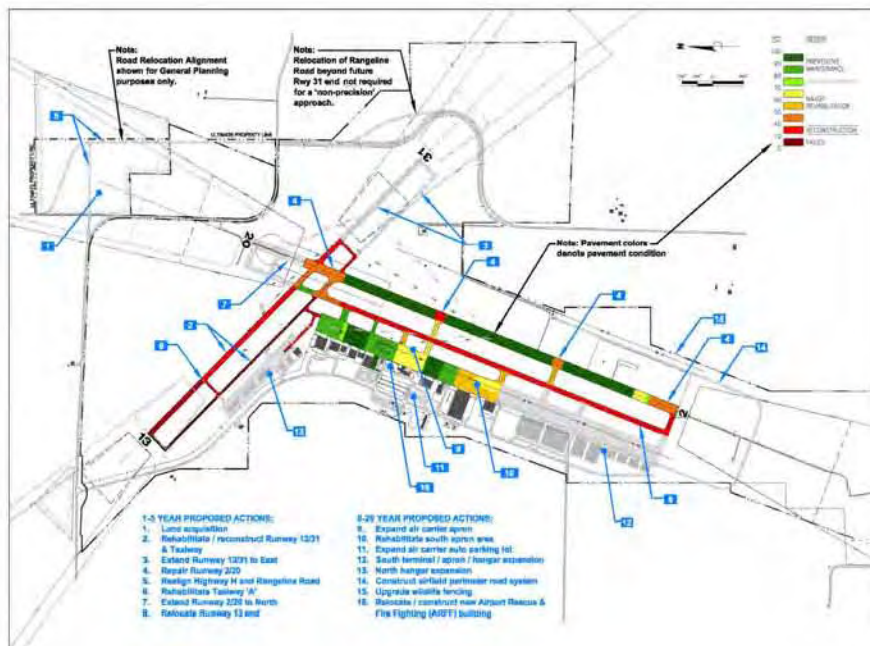 Note:
Road Relocation Alignment
shown for General Planning
purposes only.
Note:
Relocation of Rangeline
Road beyond future
Rwy 31 end not required
for a 'non-precision'
approach.
ULTIMATE PROPERTY LINE
ULTIMATE PROPERTY LINE
PREVENTIVE
MAINTENANCE
MAJOR
REHABILITATION
RECONSTRUCTION
FAILED
31
20
Note: Pavement colors
denote pavement condition
13
2
1-5 YEAR PROPOSED ACTIONS:
1. Land acquisition
2. Rehabilitate / reconstruct Runway 13/31
& Taxiway
3. Extend Runway 13/31 to East
4. Repair Runway 2/20
5. Realign Highway H and Rangeline Road
6. Rehabilitate Taxiway 'A'
7. Extend Runway 2/20 to North
8. Relocate Runway 13 end
6-20 YEAR PROPOSED ACTIONS:
9. Expand air carrier apron
10. Rehabilitate south apron area
11. Expand air carrier auto parking lot
12. South terminal / apron / hangar expansion
13. North hangar expansion
14. Construct airfield perimeter road system
15. Upgrade wildlife fencing
16. Relocate / construct new Airport Rescue &
Fire Fighting (ARFF) building